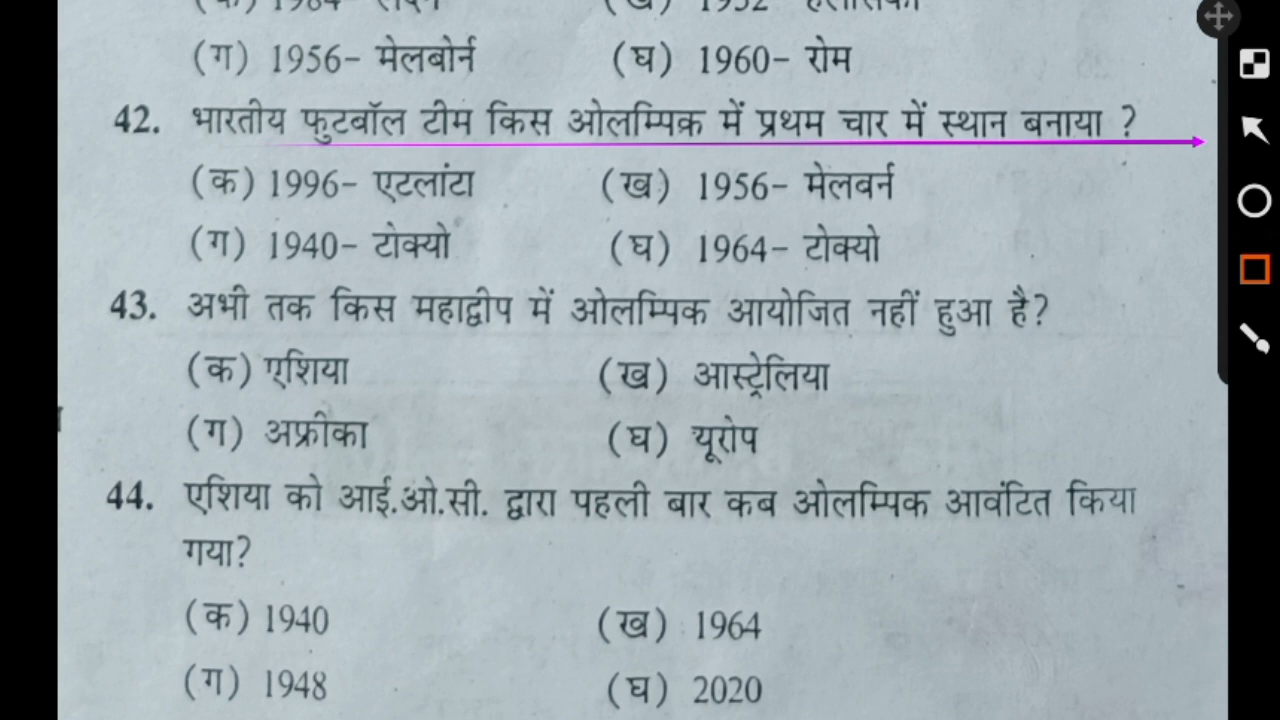 (ग) 1956- मेलबोर्न (घ) 1960- रोम
42. भारतीय फुटबॉल टीम किस ओलम्पिक में प्रथम चार में स्थान बनाया ?
(क) 1996- एटलांटा (ख) 1956- मेलबर्न
(ग) 1940- टोक्यो (घ) 1964- टोक्यो
43. अभी तक किस महाद्वीप में ओलम्पिक आयोजित नहीं हुआ है?
(क) एशिया (ख) आस्ट्रेलिया
(ग) अफ्रीका (घ) यूरोप
44. एशिया को आई.ओ.सी. द्वारा पहली बार कब ओलम्पिक आवंटित किया
गया?
(क) 1940 (ख) 1964
(ग) 1948 (घ) 2020